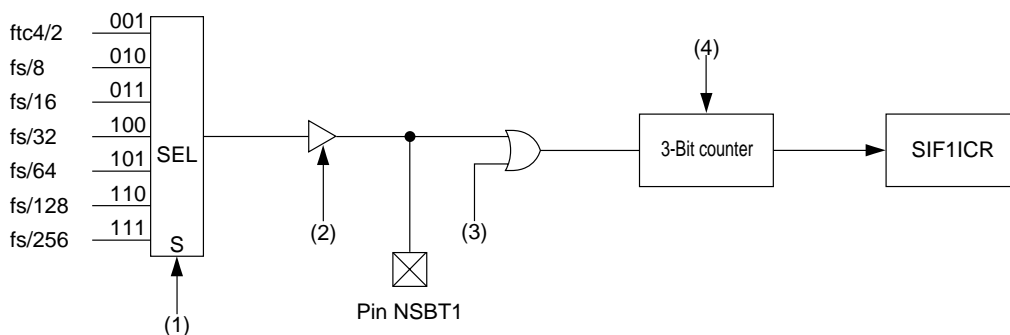 ftc4/2 001
fs/8 010
fs/16 011
fs/32 100
fs/64 101
fs/128 110
fs/256 111
SEL
S
(1)
(2)
Pin NSBT1
(3)
(4)
3-Bit counter
SIF1ICR